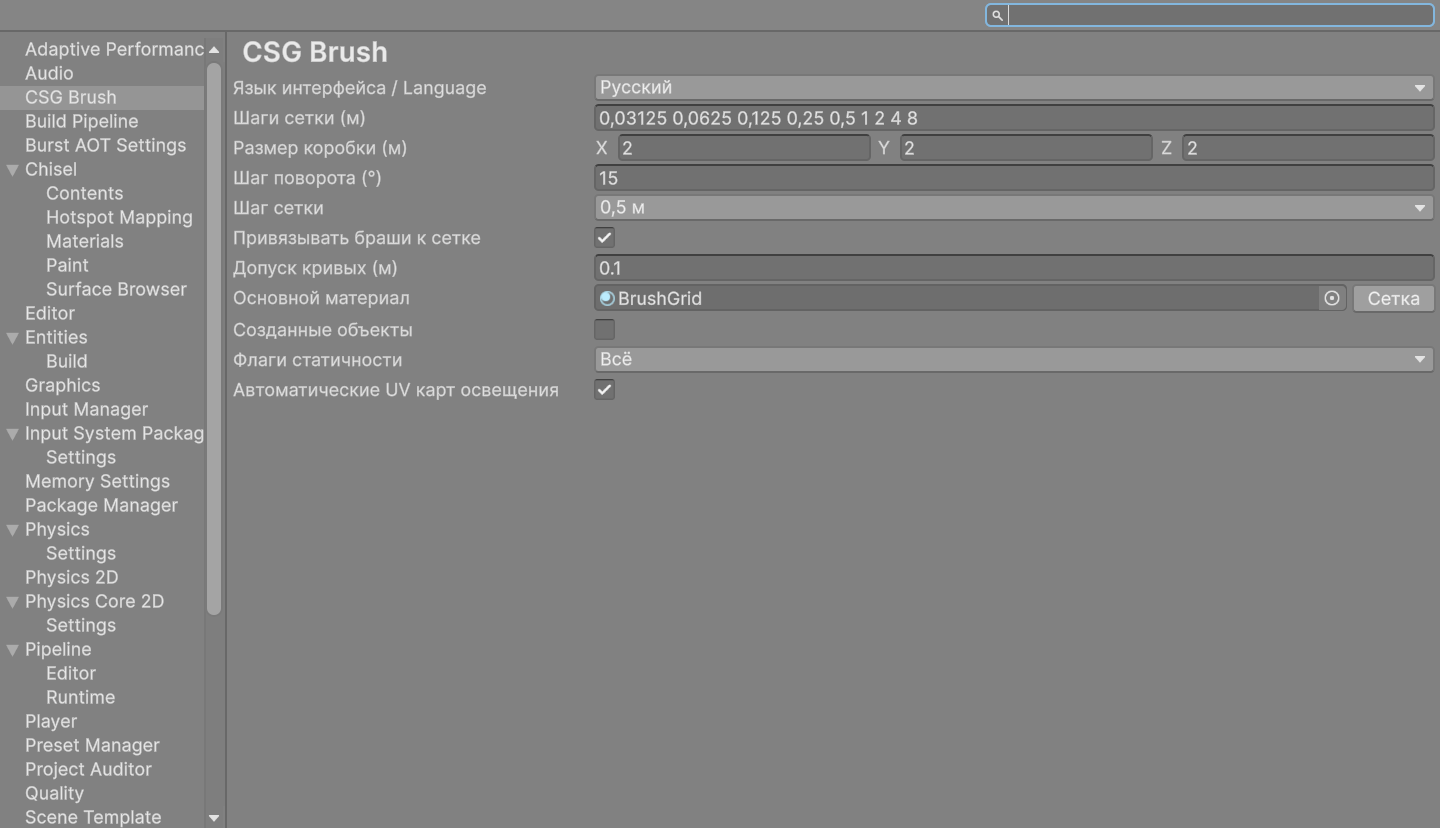 Adaptive Performanc
Audio
CSG Brush
Build Pipeline
Burst AOT Settings
Chisel
Contents
Hotspot Mapping
Materials
Paint
Surface Browser
Editor
Entities
Build
Graphics
Input Manager
Input System Packag
Settings
Memory Settings
Package Manager
Physics
Settings
Physics 2D
Physics Core 2D
Settings
Pipeline
Editor
Runtime
Player
Preset Manager
Project Auditor
Quality
Scene Template
CSG Brush
Язык интерфейса / Language Русский
Шаги сетки (м) 0,03125 0,0625 0,125 0,25 0,5 1 2 4 8
Размер коробки (м) X 2 Y 2 Z 2
Шаг поворота (°) 15
Шаг сетки 0,5 м
Привязывать браши к сетке
Допуск кривых (м) 0.1
Основной материал BrushGrid Сетка
Созданные объекты
Флаги статичности Всё
Автоматические UV карт освещения